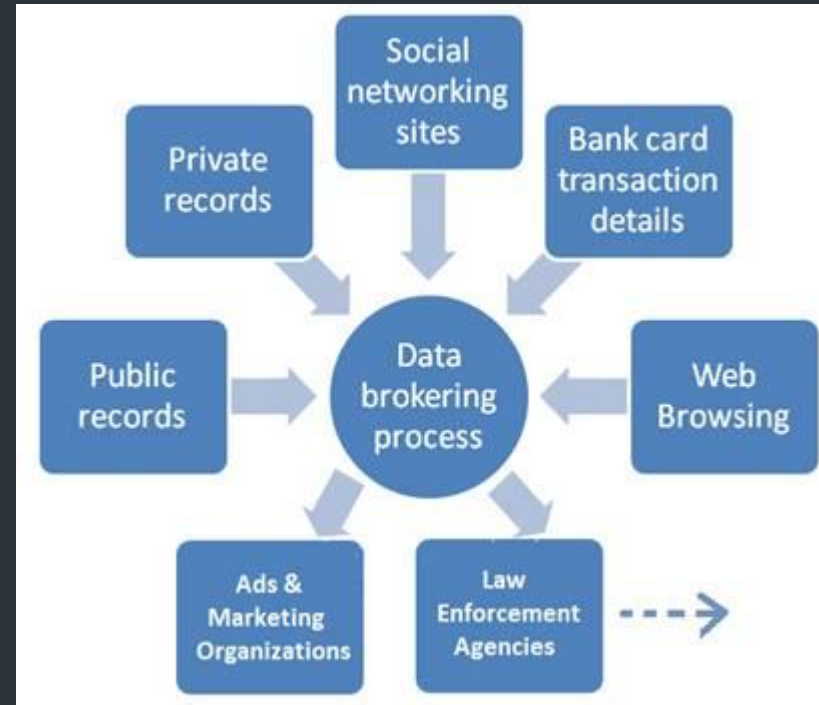 Social
networking
sites
Private
records
Bank card
transaction
details
Public
records
Data
brokering
process
Web
Browsing
Ads &
Marketing
Organizations
Law
Enforcement
Agencies